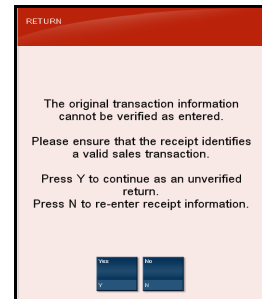 RETURN
The original transaction information
cannot be verified as entered.
Please ensure that the receipt identifies
a valid sales transaction.
Press Y to continue as an unverified
return.
Press N to re-enter receipt information.
Yes No
Y N